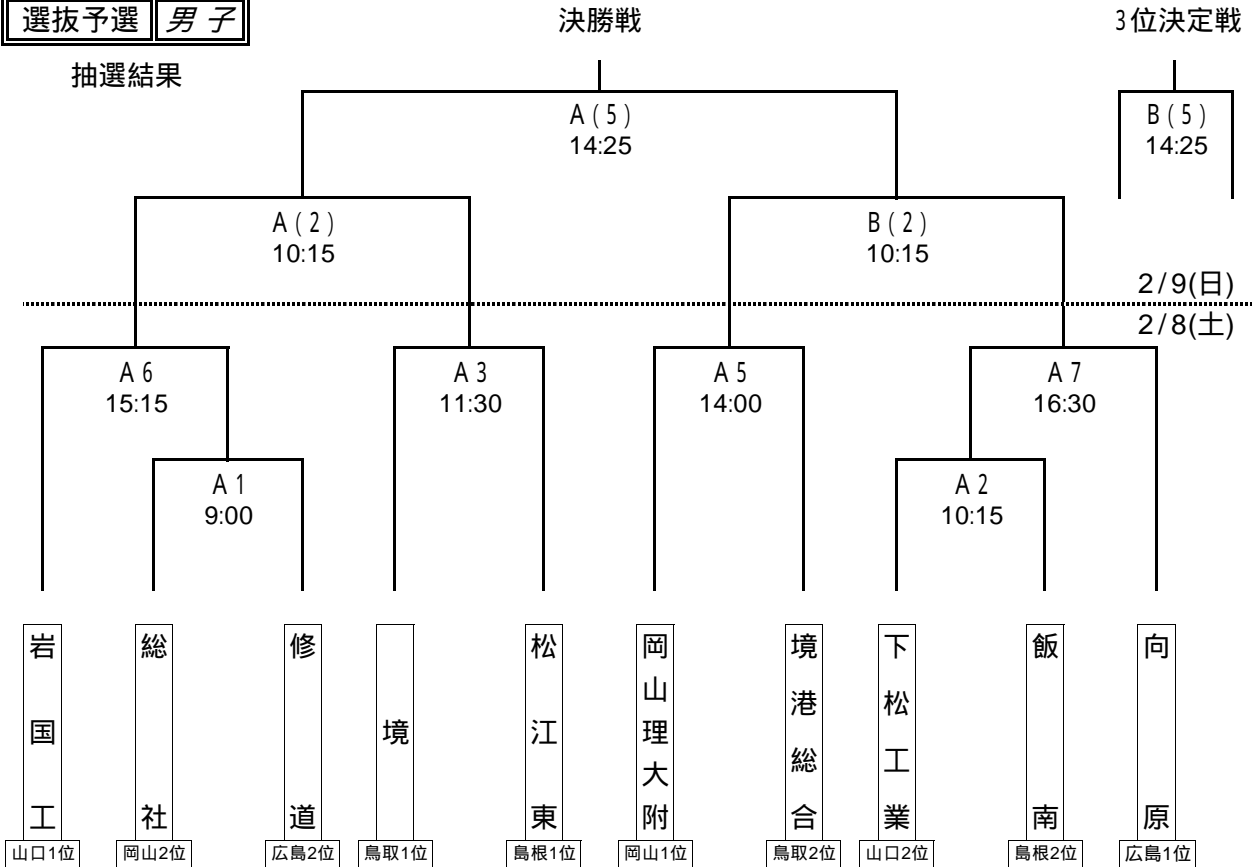 選抜予選 男子
決勝戦
3位決定戦
抽選結果
A(5)
14:25
B(5)
14:25
A(2)
10:15
B(2)
10:15
2/9(日)
2/8(土)
A6
15:15
A3
11:30
A5
14:00
A7
16:30
A1
9:00
A2
10:15
岩国工
総社
修道
境
松江東
岡山理大附
境港総合
下松工業
飯南
向原
山口1位
岡山2位
広島2位
鳥取1位
島根1位
岡山1位
鳥取2位
山口2位
島根2位
広島1位